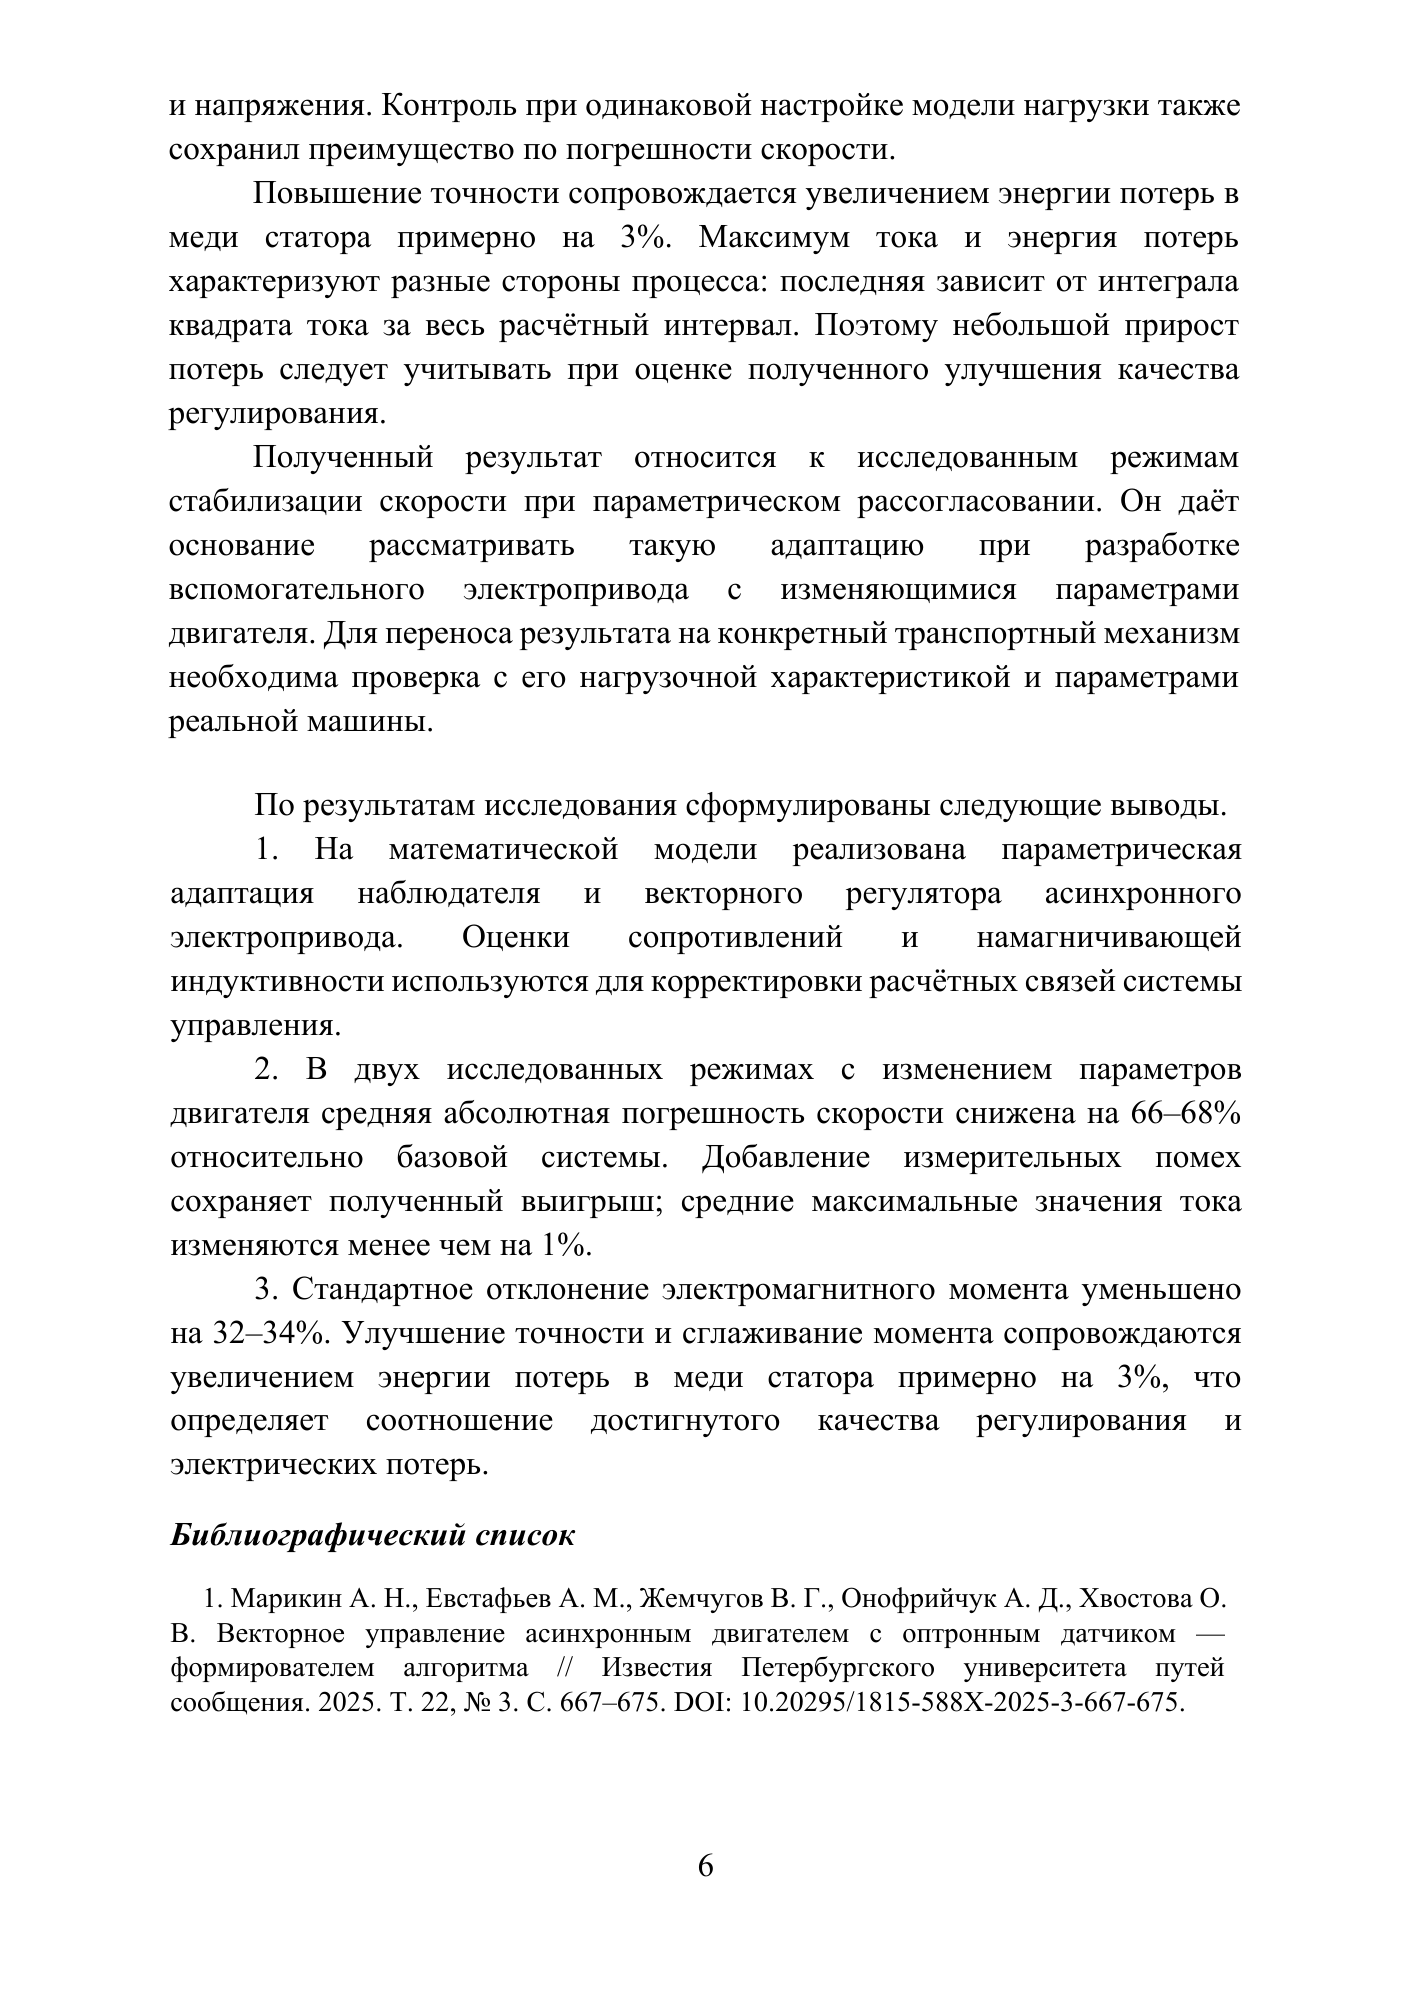 и напряжения. Контроль при одинаковой настройке модели нагрузки также
сохранил преимущество по погрешности скорости.
Повышение точности сопровождается увеличением энергии потерь в
меди статора примерно на 3%. Максимум тока и энергия потерь
характеризуют разные стороны процесса: последняя зависит от интеграла
квадрата тока за весь расчётный интервал. Поэтому небольшой прирост
потерь следует учитывать при оценке полученного улучшения качества
регулирования.
Полученный результат относится к исследованным режимам
стабилизации скорости при параметрическом рассогласовании. Он даёт
основание рассматривать такую адаптацию при разработке
вспомогательного электропривода с изменяющимися параметрами
двигателя. Для переноса результата на конкретный транспортный механизм
необходима проверка с его нагрузочной характеристикой и параметрами
реальной машины.
По результатам исследования сформулированы следующие выводы.
1. На математической модели реализована параметрическая
адаптация наблюдателя и векторного регулятора асинхронного
электропривода. Оценки сопротивлений и намагничивающей
индуктивности используются для корректировки расчётных связей системы
управления.
2. В двух исследованных режимах с изменением параметров
двигателя средняя абсолютная погрешность скорости снижена на 66–68%
относительно базовой системы. Добавление измерительных помех
сохраняет полученный выигрыш; средние максимальные значения тока
изменяются менее чем на 1%.
3. Стандартное отклонение электромагнитного момента уменьшено
на 32–34%. Улучшение точности и сглаживание момента сопровождаются
увеличением энергии потерь в меди статора примерно на 3%, что
определяет соотношение достигнутого качества регулирования и
электрических потерь.
Библиографический список
1. Марикин А. Н., Евстафьев А. М., Жемчугов В. Г., Онофрийчук А. Д., Хвостова О.
В. Векторное управление асинхронным двигателем с оптронным датчиком —
формирователем алгоритма // Известия Петербургского университета путей
сообщения. 2025. Т. 22, № 3. С. 667–675. DOI: 10.20295/1815-588X-2025-3-667-675.
6